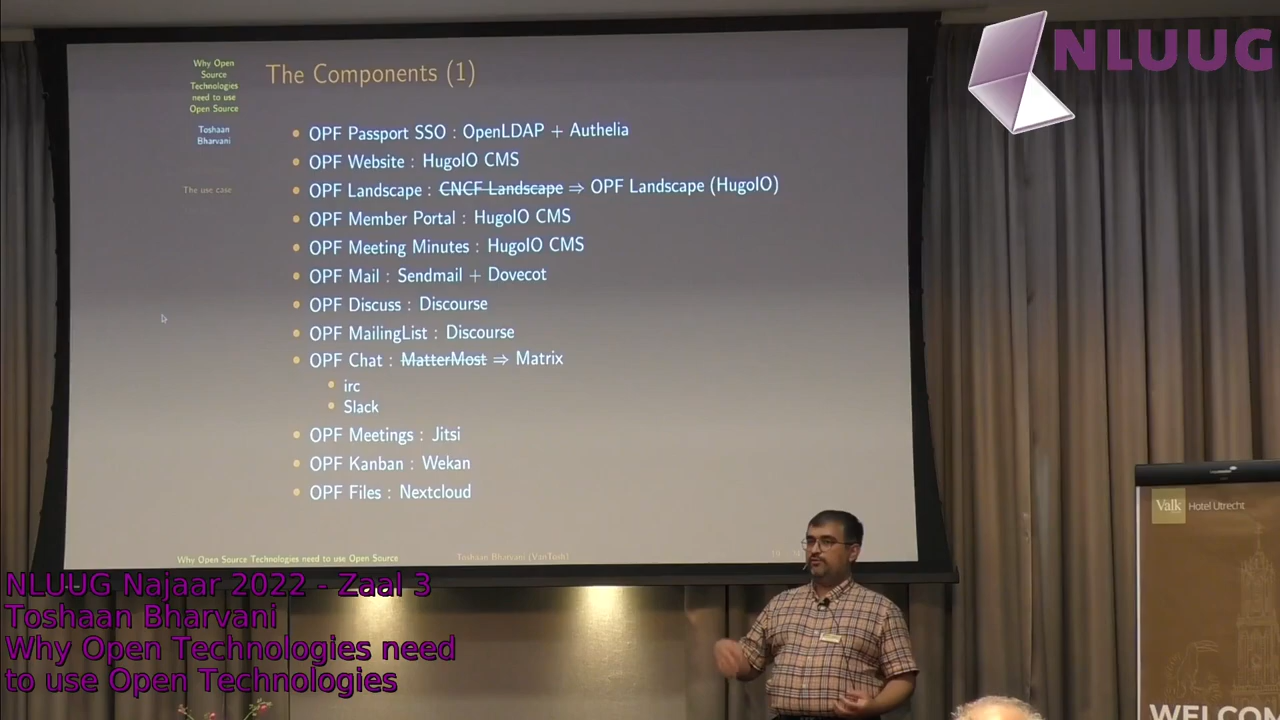 NLUUG
Why Open
Source
Technologies
need to use
Open Source
Toshaan
Bharvani
The use case
The Components (1)
OPF Passport SSO : OpenLDAP + Authelia
OPF Website : HugoIO CMS
OPF Landscape : CNCF Landscape ⇒ OPF Landscape (HugoIO)
OPF Member Portal : HugoIO CMS
OPF Meeting Minutes : HugoIO CMS
OPF Mail : Sendmail + Dovecot
OPF Discuss : Discourse
OPF MailingList : Discourse
OPF Chat : MatterMost ⇒ Matrix
irc
Slack
OPF Meetings : Jitsi
OPF Kanban : Wekan
OPF Files : Nextcloud
Why Open Source Technologies need to use Open Source
Toshaan Bharvani (VanTosh)
Valk Hotel Utrecht
WELCO
NLUUG Najaar 2022 - Zaal 3
Toshaan Bharvani
Why Open Technologies need
to use Open Technologies